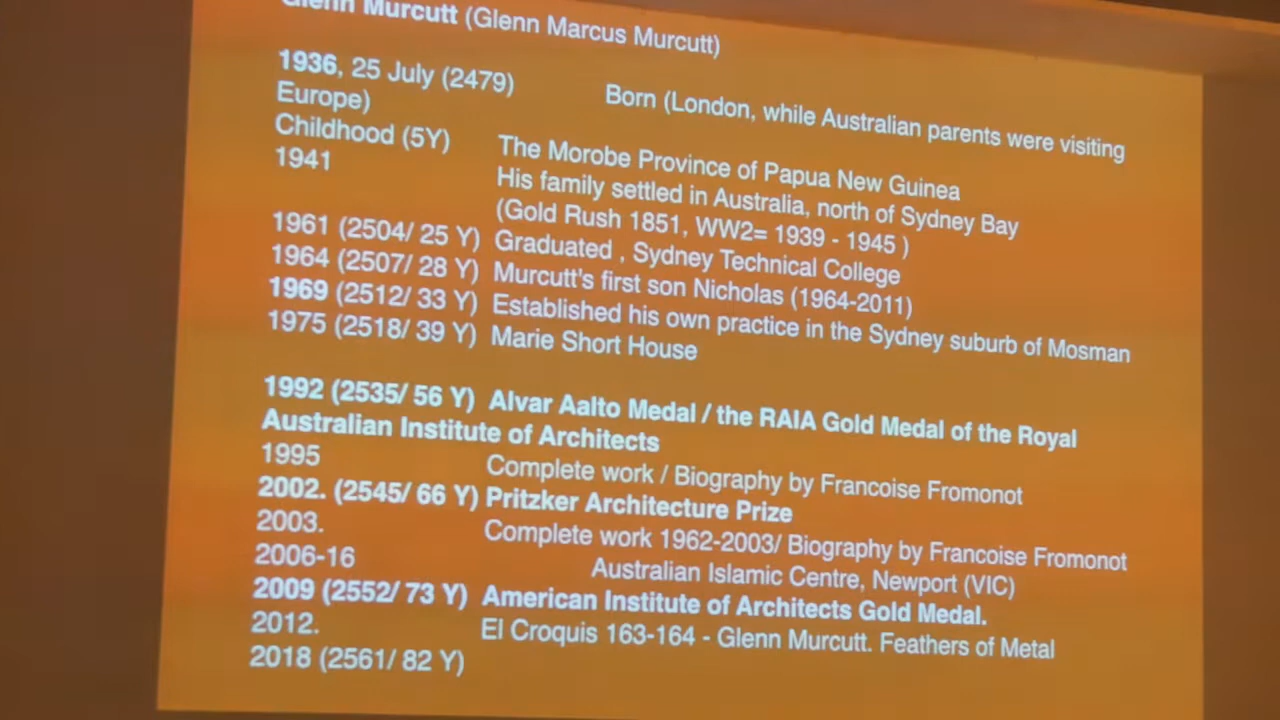 Glenn Murcutt (Glenn Marcus Murcutt)
1936, 25 July (2479) Born (London, while Australian parents were visiting
Europe)
Childhood (5Y) The Morobe Province of Papua New Guinea
1941 His family settled in Australia, north of Sydney Bay
(Gold Rush 1851, WW2= 1939 - 1945 )
1961 (2504/ 25 Y) Graduated , Sydney Technical College
1964 (2507/ 28 Y) Murcutt's first son Nicholas (1964-2011)
1969 (2512/ 33 Y) Established his own practice in the Sydney suburb of Mosman
1975 (2518/ 39 Y) Marie Short House
1992 (2535/ 56 Y) Alvar Aalto Medal / the RAIA Gold Medal of the Royal
Australian Institute of Architects
1995 Complete work / Biography by Francoise Fromonot
2002. (2545/ 66 Y) Pritzker Architecture Prize
2003. Complete work 1962-2003/ Biography by Francoise Fromonot
2006-16 Australian Islamic Centre, Newport (VIC)
2009 (2552/ 73 Y) American Institute of Architects Gold Medal.
2012. El Croquis 163-164 - Glenn Murcutt. Feathers of Metal
2018 (2561/ 82 Y)